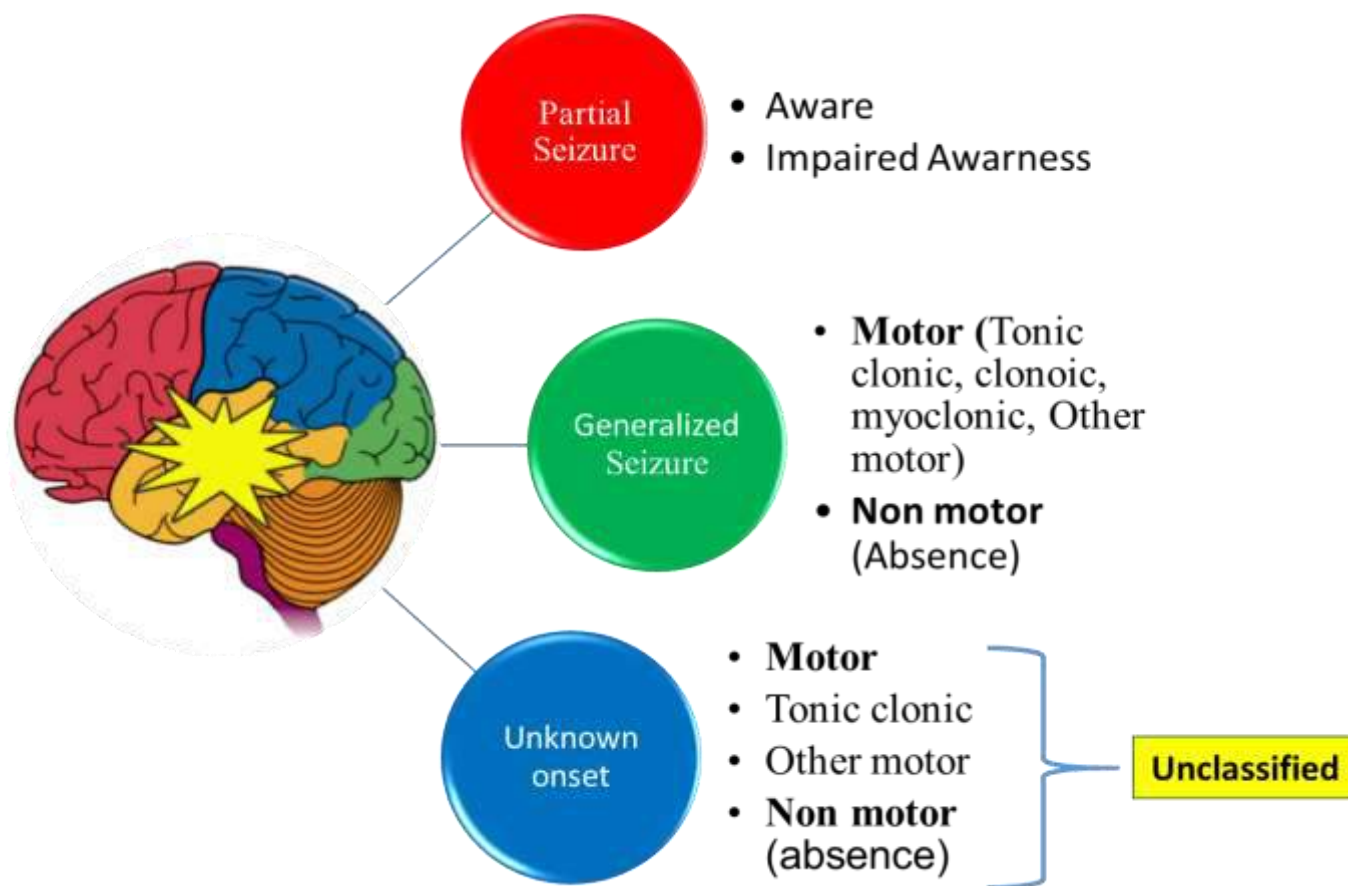 Partial
Seizure
• Aware
• Impaired Awarness
Generalized
Seizure
• Motor (Tonic
clonic, clonoic,
myoclonic, Other
motor)
• Non motor
(Absence)
Unknown
onset
• Motor
• Tonic clonic
• Other motor
• Non motor
(absence)
Unclassified